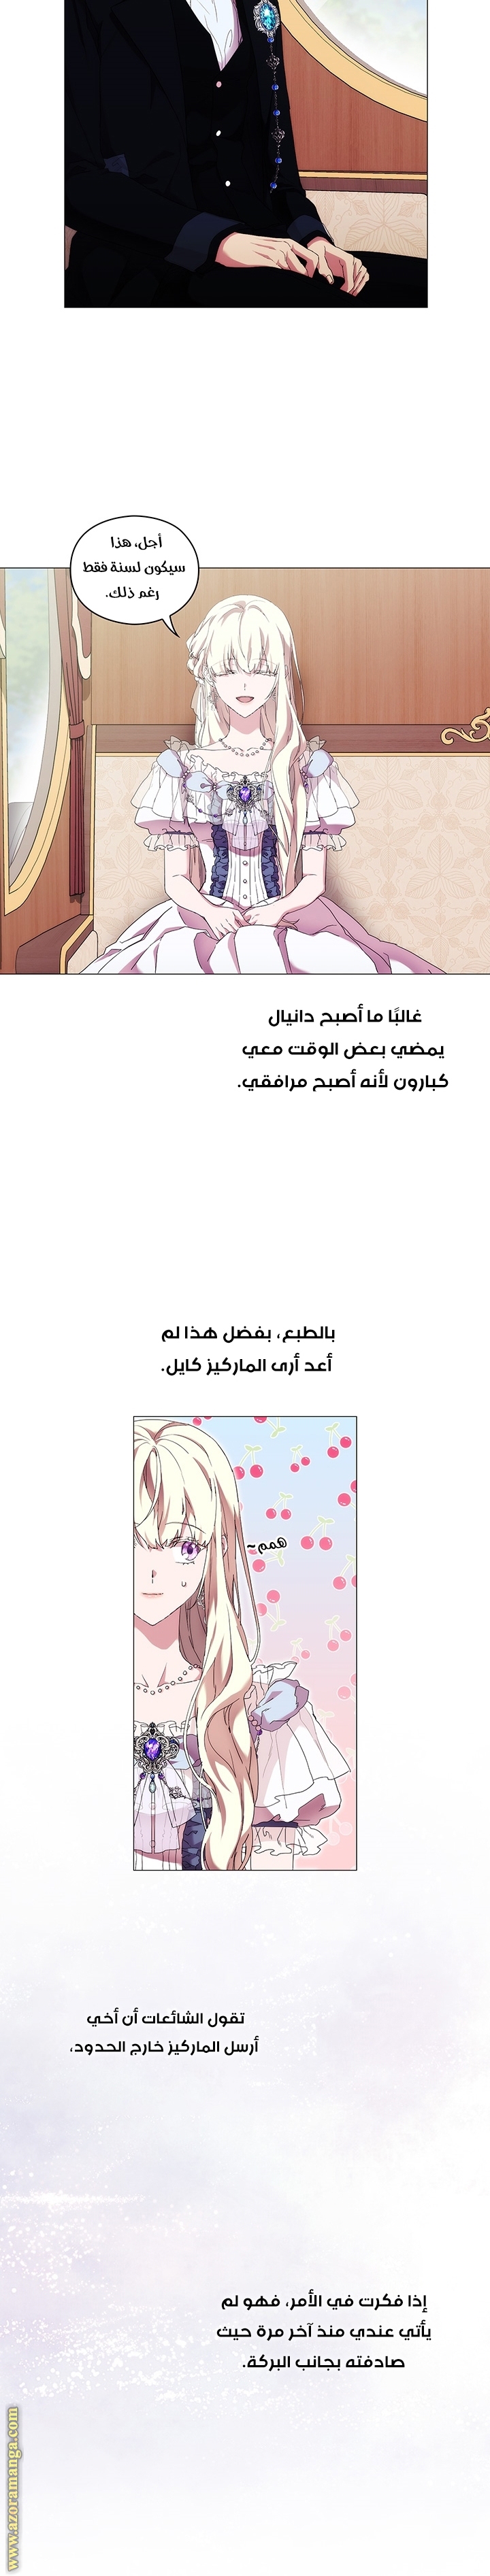 أجل، هذا
سيكون لسنة فقط
رغم ذلك.
غالبًا ما أصبح دانيال
يمضي بعض الوقت معي
كبارون لأنه أصبح مرافقي.
بالطبع، بفضل هذا لم
أعد أرى الماركيز كايل.
همم~
تقول الشائعات أن أخي
أرسل الماركيز خارج الحدود،
إذا فكرت في الأمر، فهو لم
يأتي عندي منذ آخر مرة حيث
صادفته بجانب البركة.
www.azoramanga.com